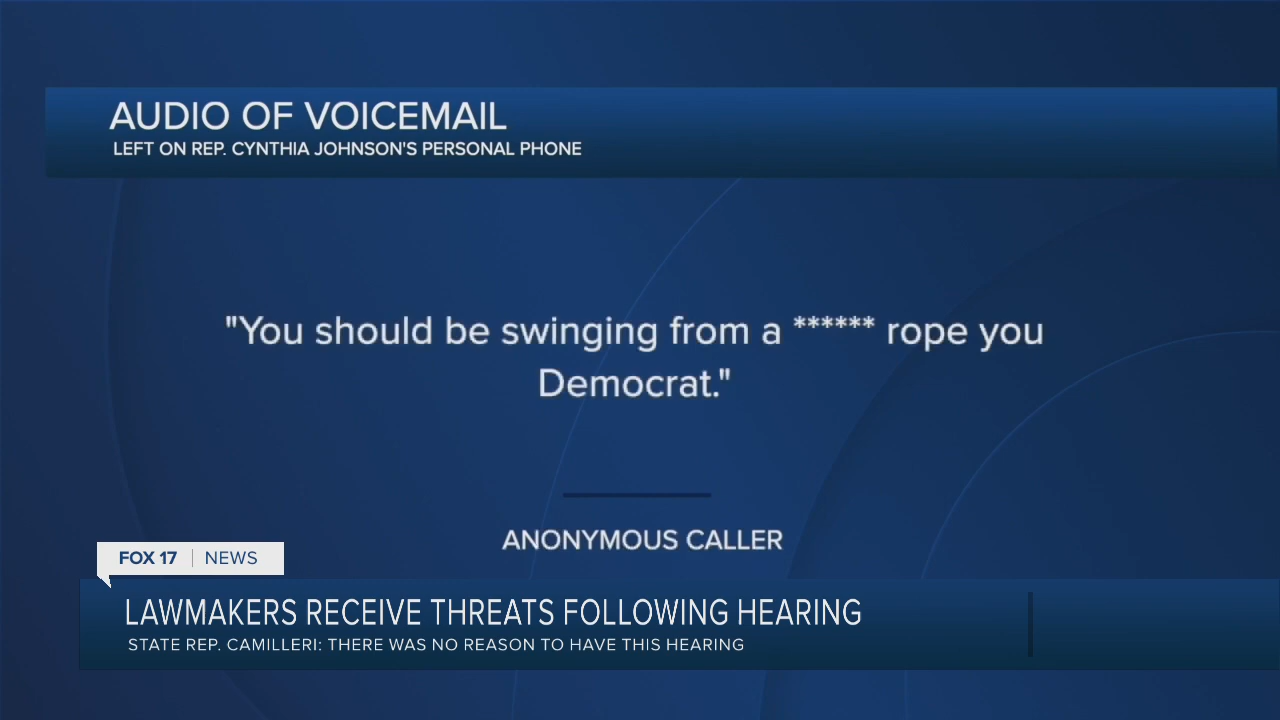 AUDIO OF VOICEMAIL
LEFT ON REP. CYNTHIA JOHNSON'S PERSONAL PHONE
"You should be swinging from a ****** rope you
Democrat."
ANONYMOUS CALLER
FOX 17 | NEWS
LAWMAKERS RECEIVE THREATS FOLLOWING HEARING
STATE REP. CAMILLERI: THERE WAS NO REASON TO HAVE THIS HEARING